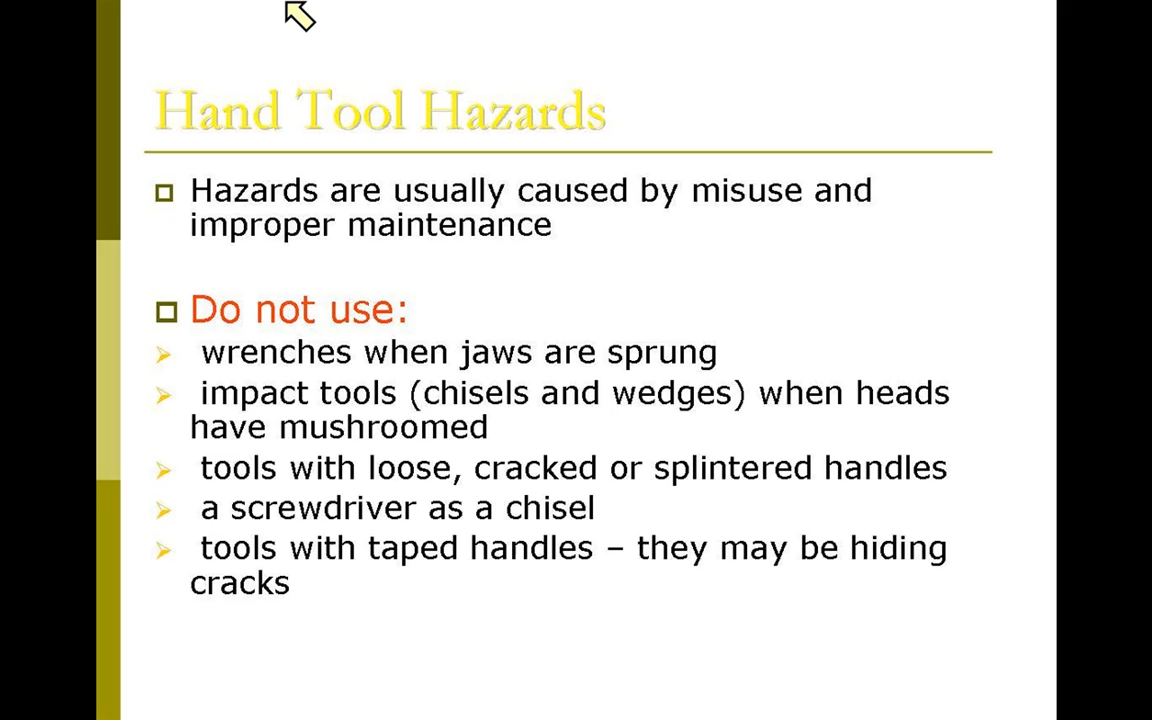 Hand Tool Hazards
Hazards are usually caused by misuse and
improper maintenance
Do not use:
wrenches when jaws are sprung
impact tools (chisels and wedges) when heads
have mushroomed
tools with loose, cracked or splintered handles
a screwdriver as a chisel
tools with taped handles – they may be hiding
cracks